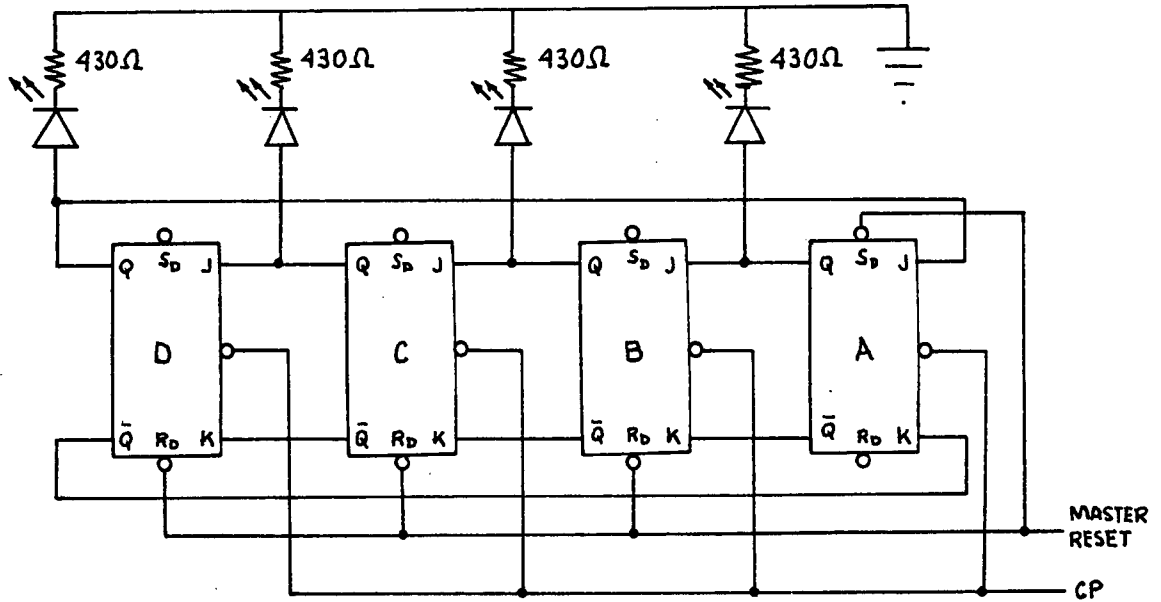 430Ω 430Ω 430Ω 430Ω
Q S_D J Q S_D J Q S_D J Q S_D J
D C B A
Q̄ R_D K Q̄ R_D K Q̄ R_D K Q̄ R_D K
MASTER
RESET
CP